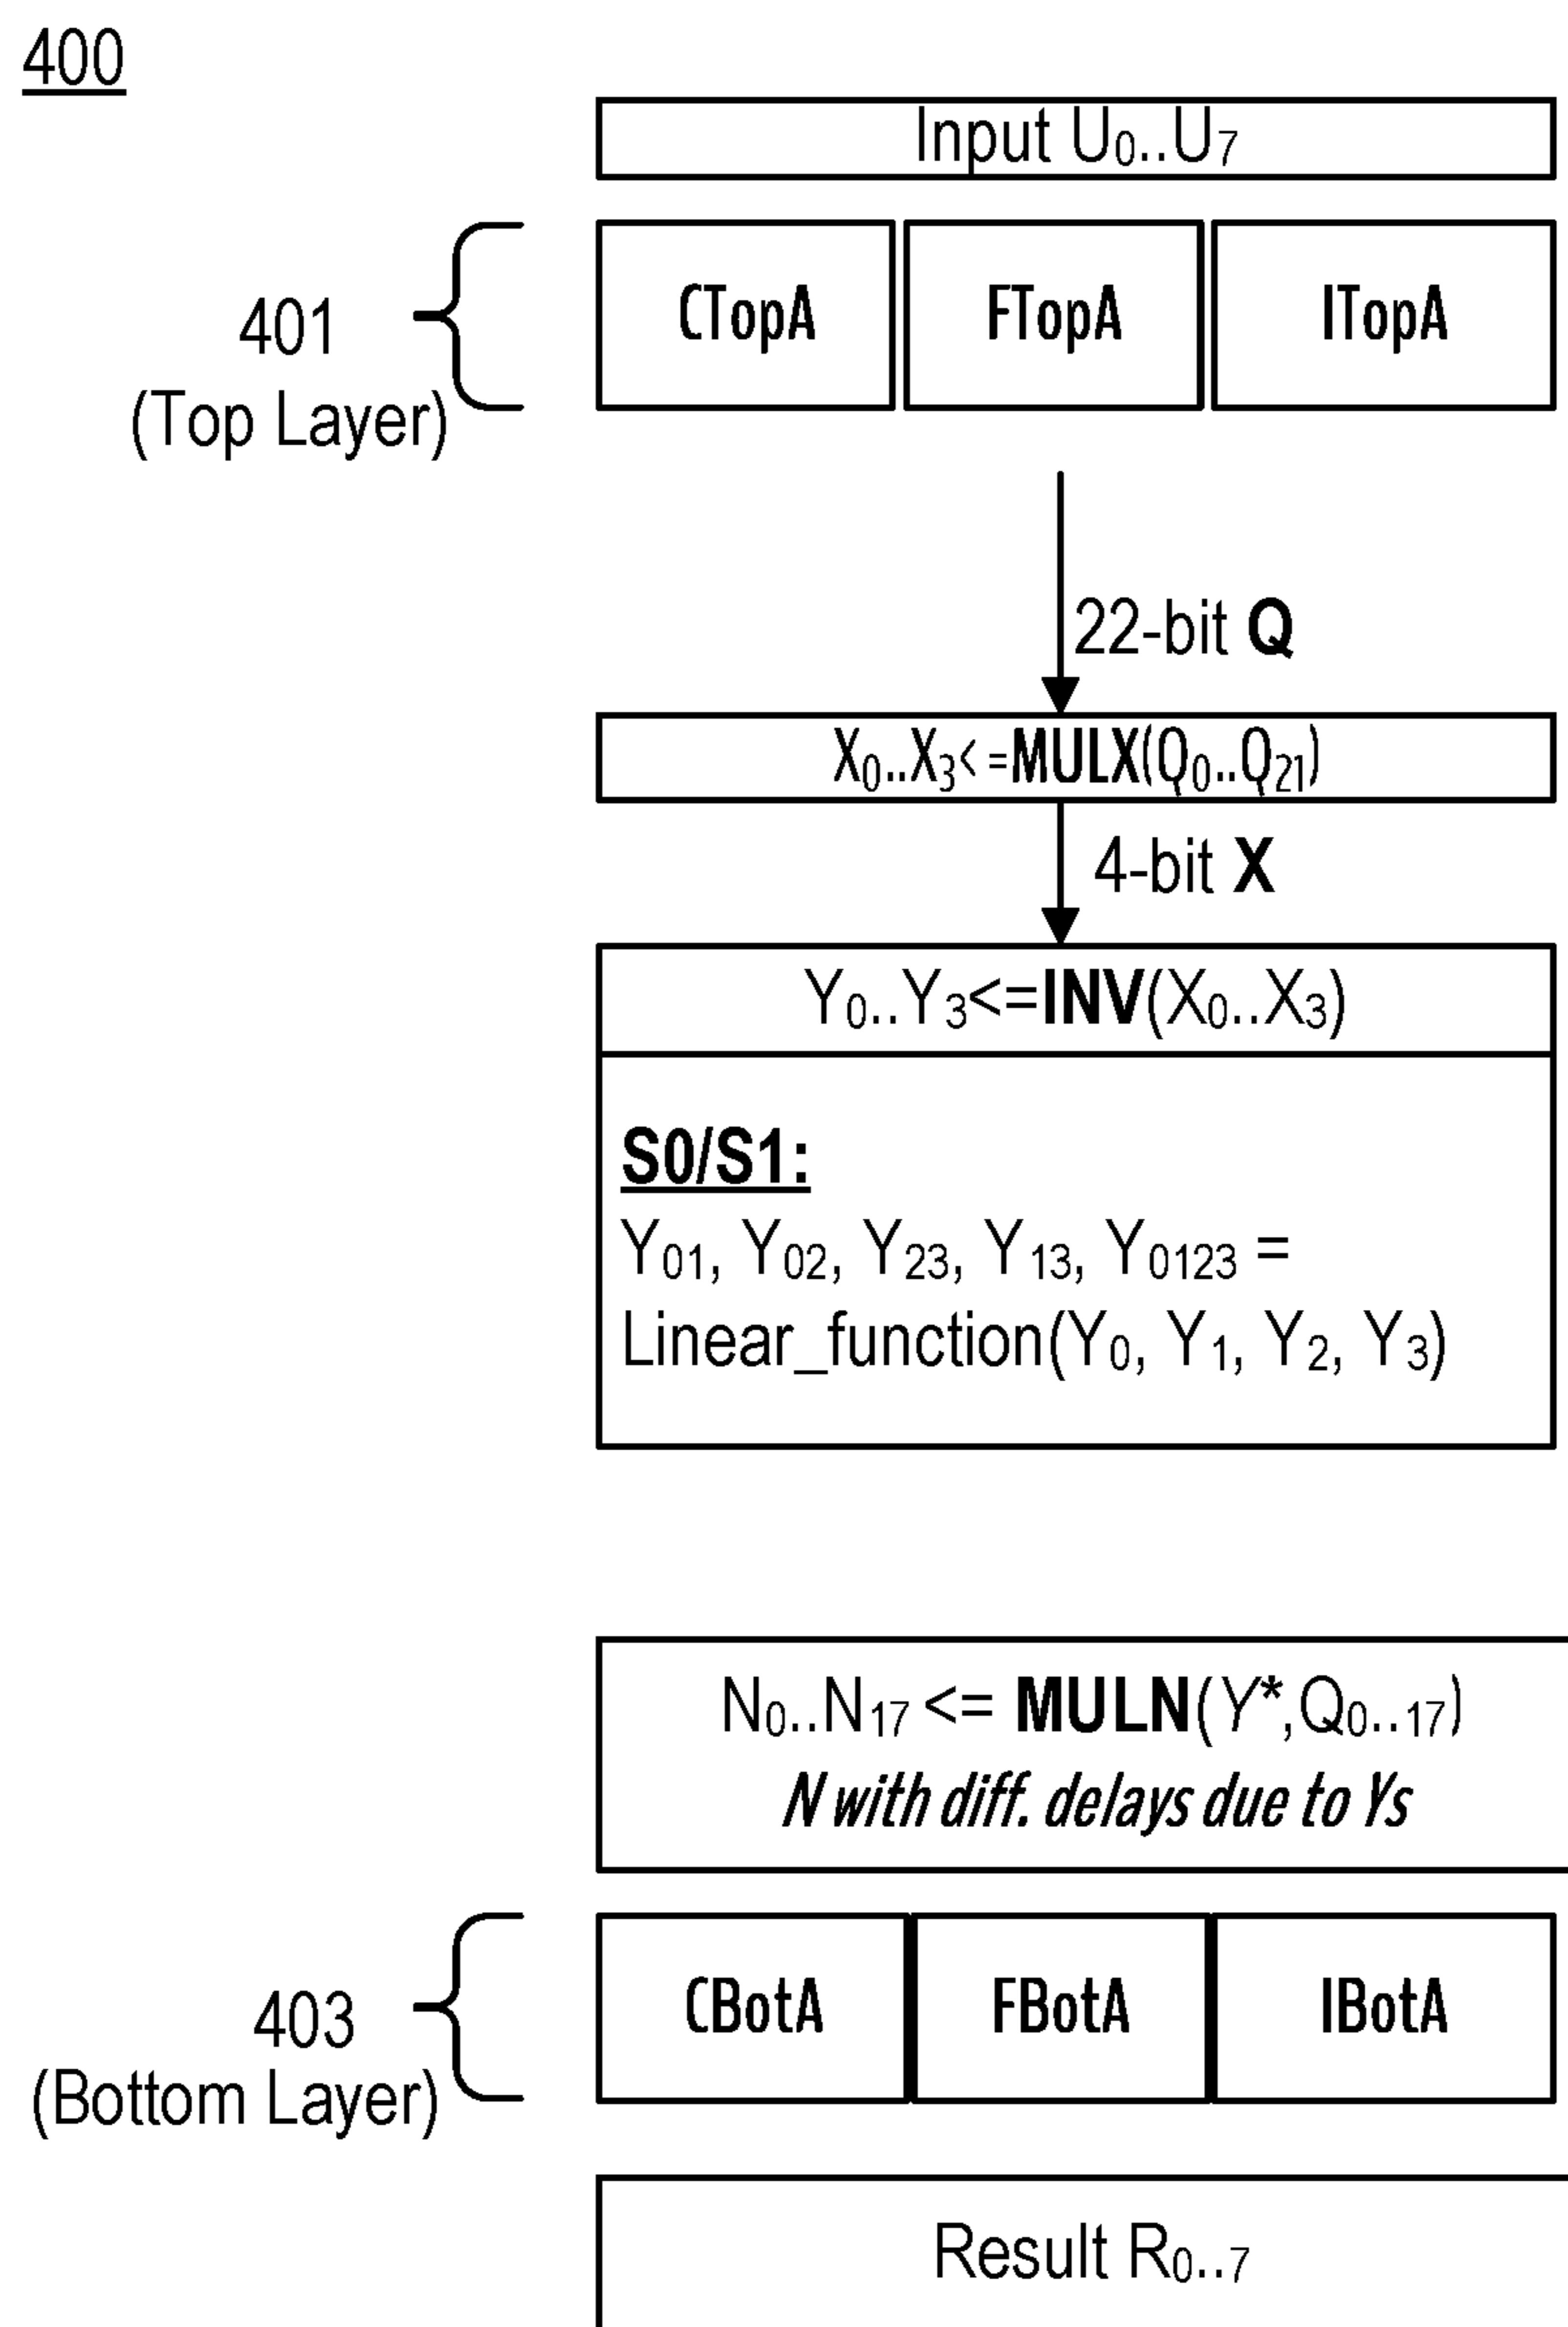 400
Input U₀..U₇
401
(Top Layer)
CTopA FTopA ITopA
22-bit Q
X₀..X₃< =MULX(Q₀..Q₂₁)
4-bit X
Y₀..Y₃<=INV(X₀..X₃)
S0/S1:
Y₀₁, Y₀₂, Y₂₃, Y₁₃, Y₀₁₂₃ =
Linear_function(Y₀, Y₁, Y₂, Y₃)
N₀..N₁₇ <= MULN(Y*,Q₀..₁₇)
N with diff. delays due to Ys
403
(Bottom Layer)
CBotA FBotA IBotA
Result R₀..₇